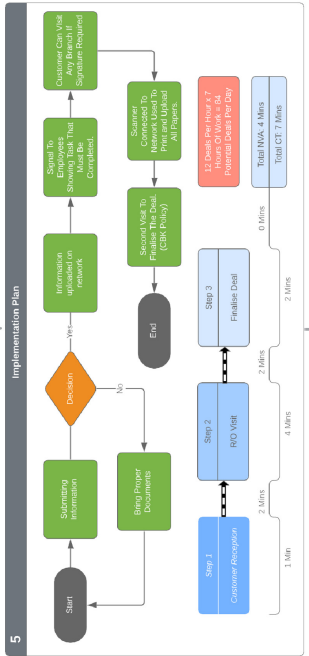 5
Implementation Plan
Start
Submitting
Information
Decision
Yes
No
Bring Proper
Documents
Information
uploaded on
network
Signal To
Employees
Showing Task That
Must Be
Completed.
Customer Can Visit
Any Branch If
Signature Required
Scanner
Connected To
Network Used To
Print and Upload
All Papers.
Second Visit To
Finalise The Deal.
(CBK Policy)
End
Step 1
Customer Reception
Step 2
R/O Visit
Step 3
Finalise Deal
12 Deals Per Hour x 7
Hours Of Work = 84
Potential Deals Per Day
Total NVA: 4 Mins
Total CT: 7 Mins
1 Min
2 Mins
4 Mins
2 Mins
2 Mins
0 Mins